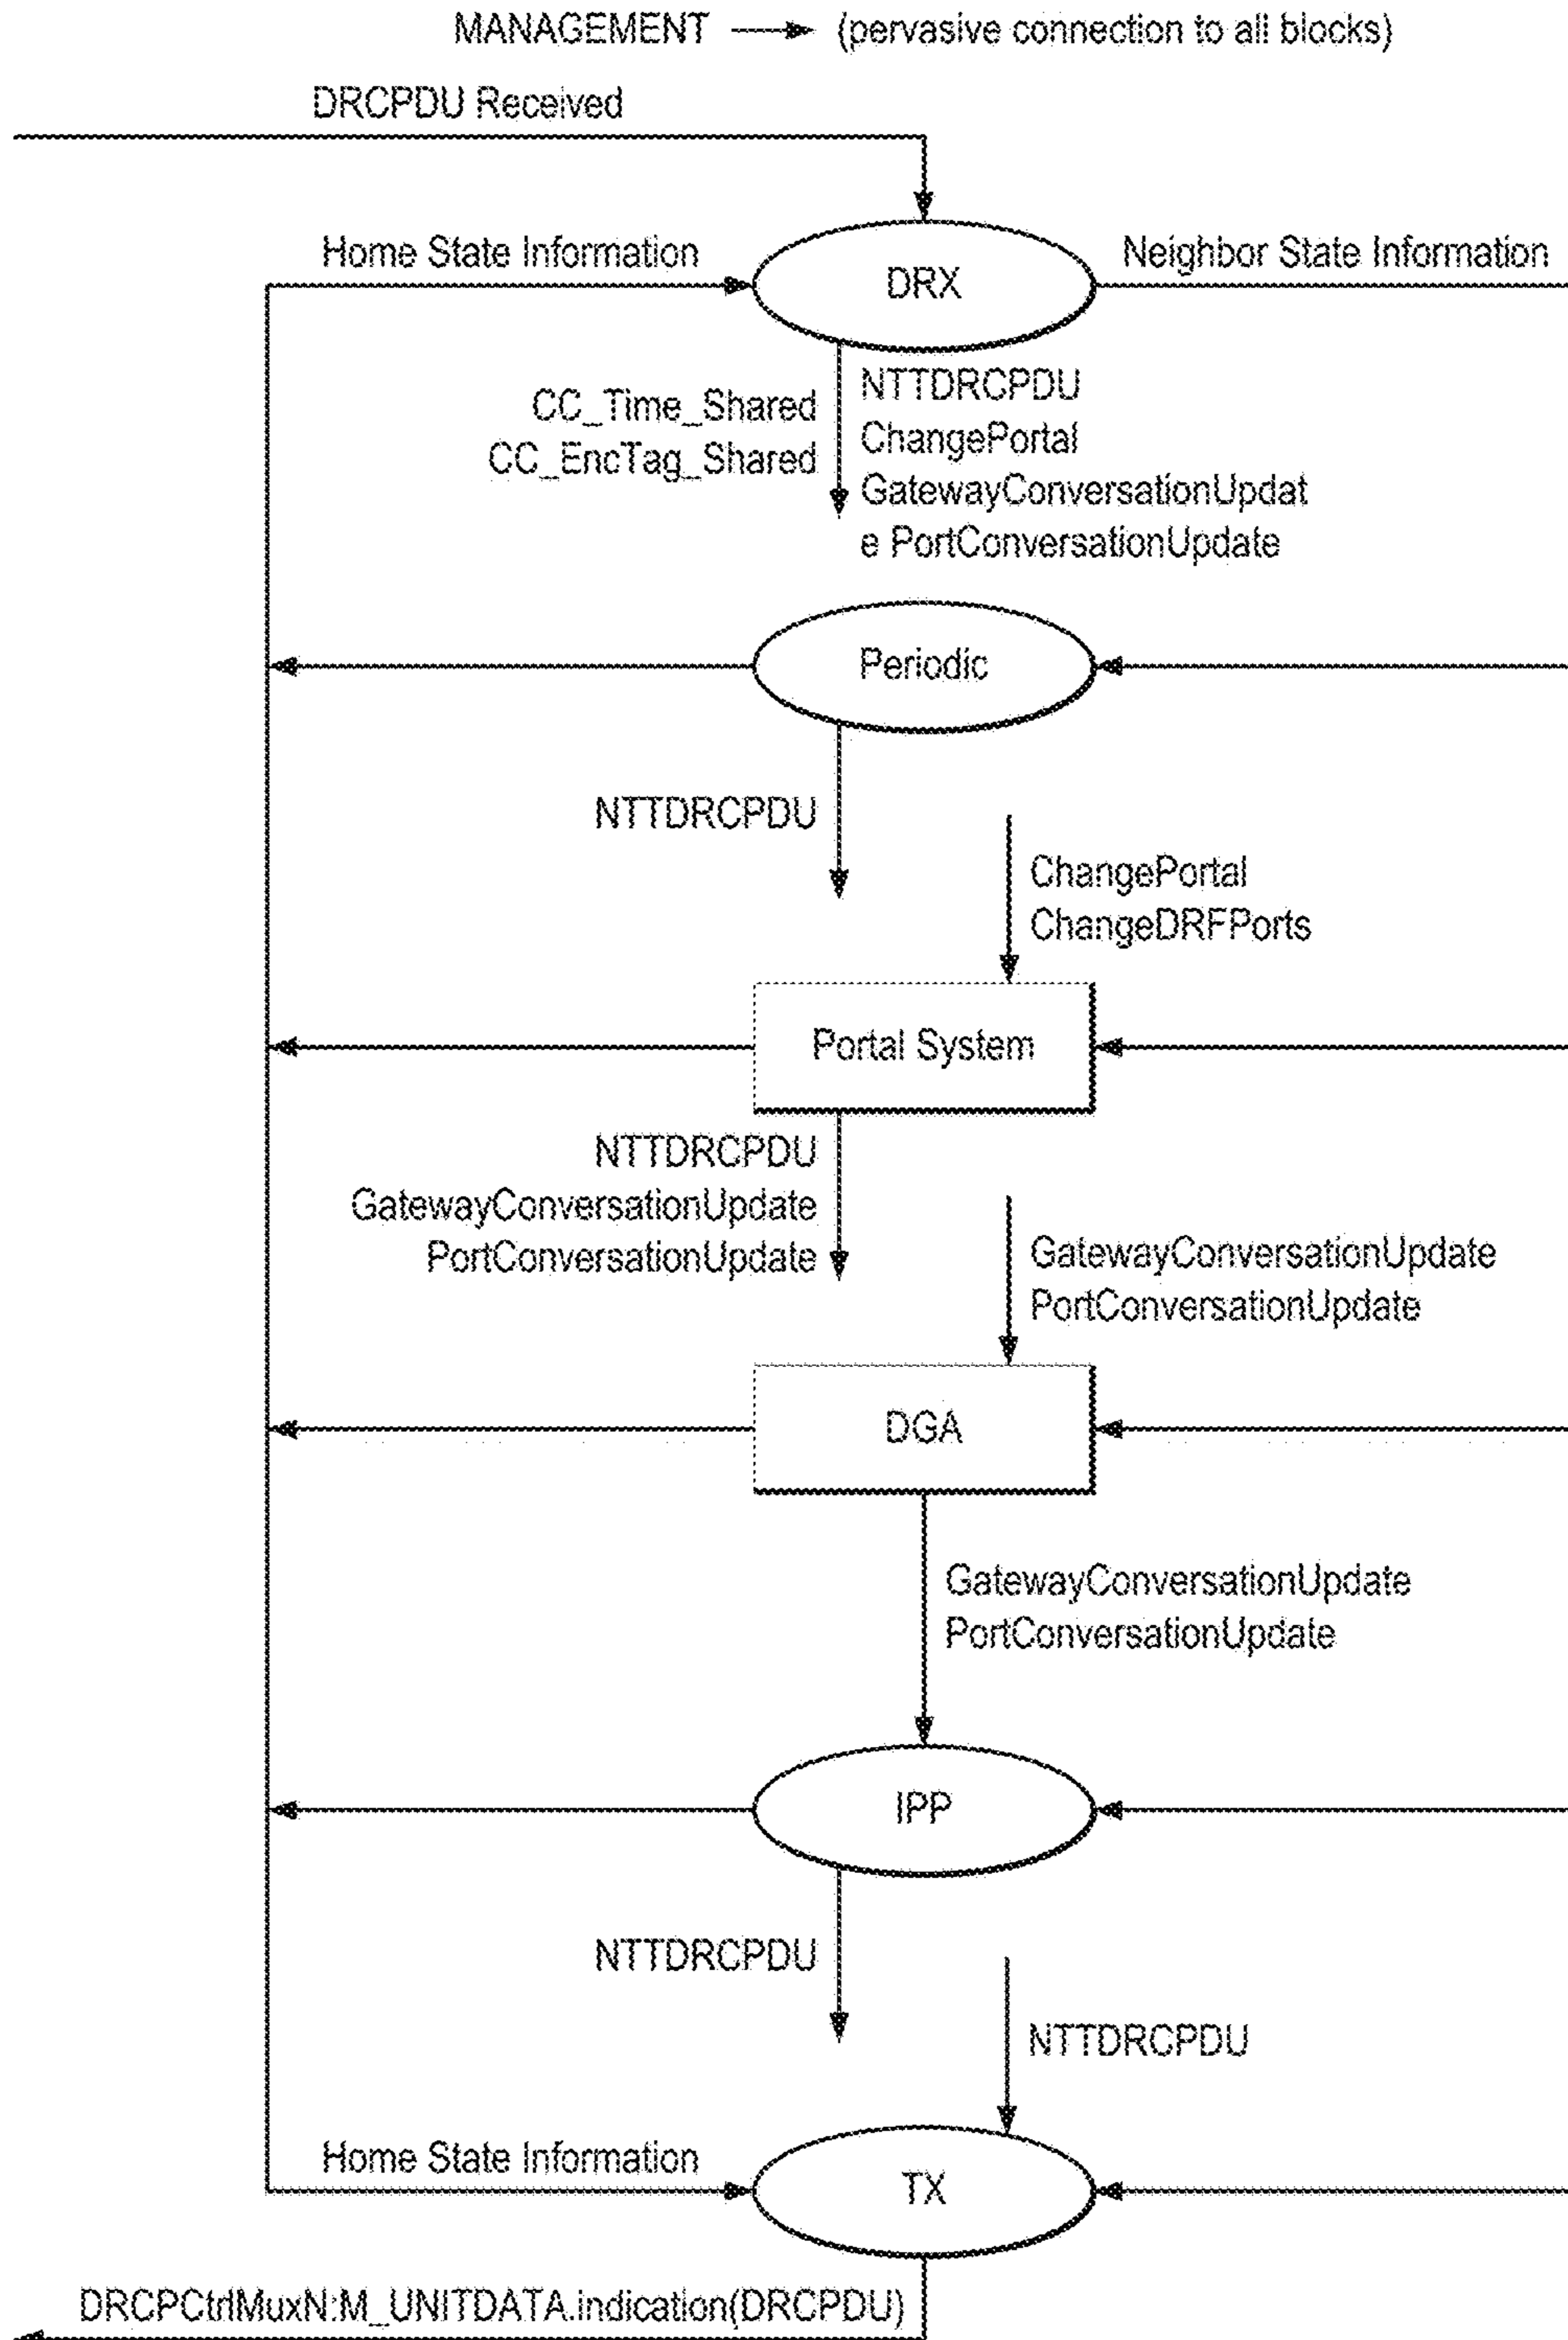 MANAGEMENT (pervasive connection to all blocks)
DRCPDU Received
Home State Information
DRX
Neighbor State Information
CC_Time_Shared
CC_EncTag_Shared
NTTDRCPDU
ChangePortal
GatewayConversationUpdat
e PortConversationUpdate
Periodic
NTTDRCPDU
ChangePortal
ChangeDRFPorts
Portal System
NTTDRCPDU
GatewayConversationUpdate
PortConversationUpdate
GatewayConversationUpdate
PortConversationUpdate
DGA
GatewayConversationUpdate
PortConversationUpdate
IPP
NTTDRCPDU
NTTDRCPDU
Home State Information
TX
DRCPCtrlMuxN:M_UNITDATA.indication(DRCPDU)